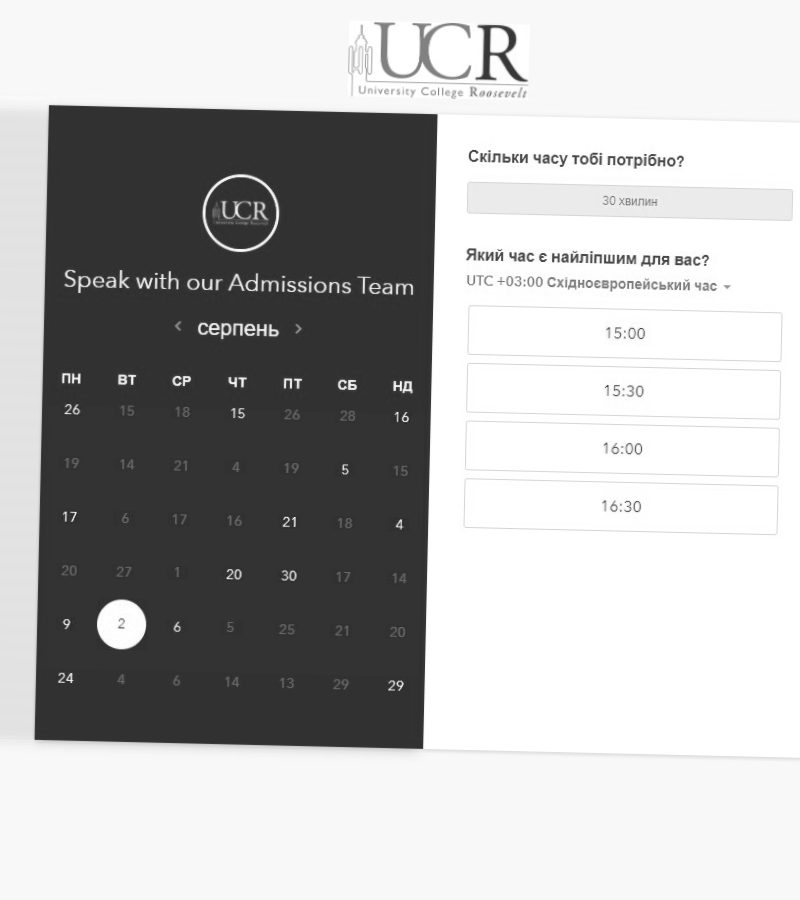 UCR
University College Roosevelt
UCR
University College Roosevelt
Speak with our Admissions Team
< серпень >
ПН ВТ СР ЧТ ПТ СБ НД
26 15 18 15 26 28 16
19 14 21 4 19 5 15
17 6 17 16 21 18 4
20 27 1 20 30 17 14
9 2 6 5 25 21 20
24 4 6 14 13 29 29
Скільки часу тобі потрібно?
30 хвилин
Який час є найліпшим для вас?
UTC +03:00 Східноєвропейський час
15:00
15:30
16:00
16:30